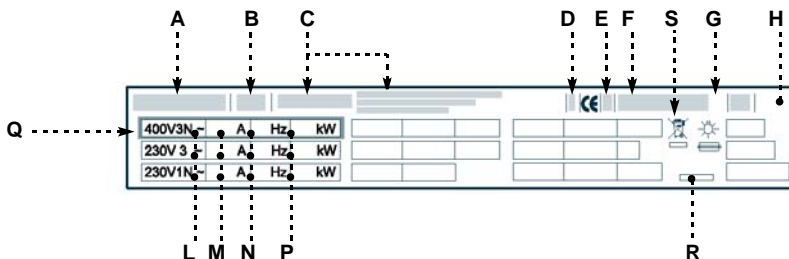 A B C D E F S G H
CE
Q 400V3N ~ A Hz kW
230V 3 ~ A Hz kW
230V1N ~ A Hz kW
L M N P R